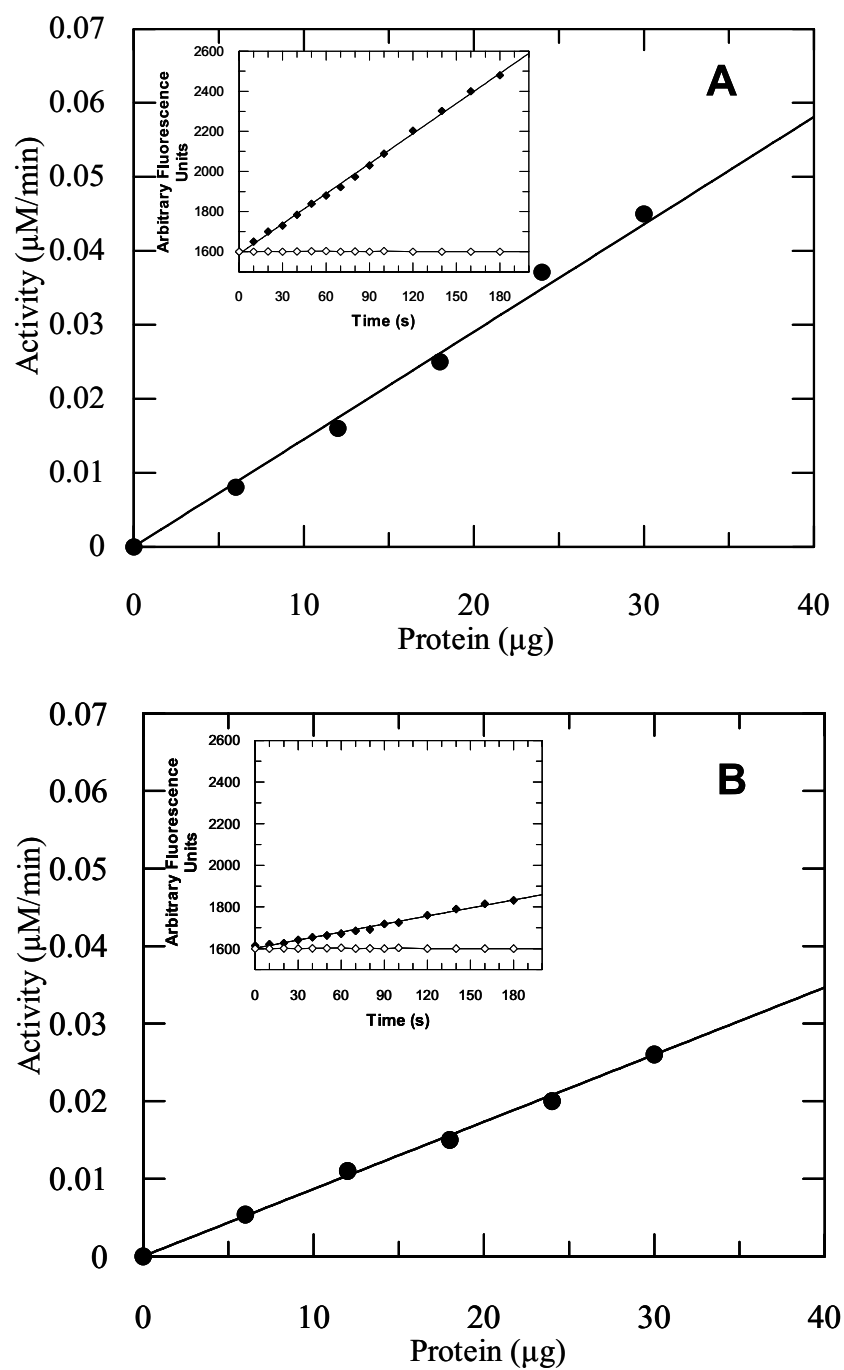 A
Activity (µM/min)
0.07
0.06
0.05
0.04
0.03
0.02
0.01
0
0 10 20 30 40
Protein (µg)
Arbitrary Fluorescence
Units
2600
2400
2200
2000
1800
1600
0 30 60 90 120 150 180
Time (s)
B
Activity (µM/min)
0.07
0.06
0.05
0.04
0.03
0.02
0.01
0
0 10 20 30 40
Protein (µg)
Arbitrary Fluorescence
Units
2600
2400
2200
2000
1800
1600
0 30 60 90 120 150 180
Time (s)